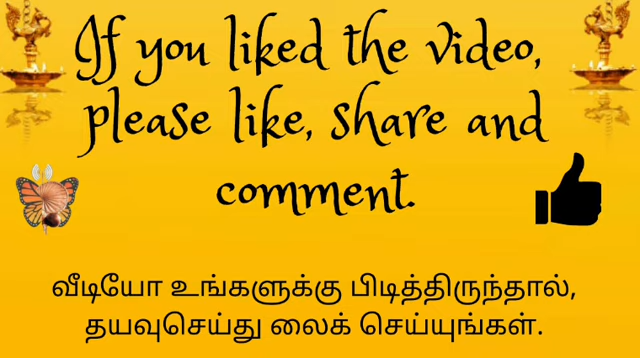 If you liked the video,
please like, share and
comment.
வீடியோ உங்களுக்கு பிடித்திருந்தால்,
தயவுசெய்து லைக் செய்யுங்கள்.